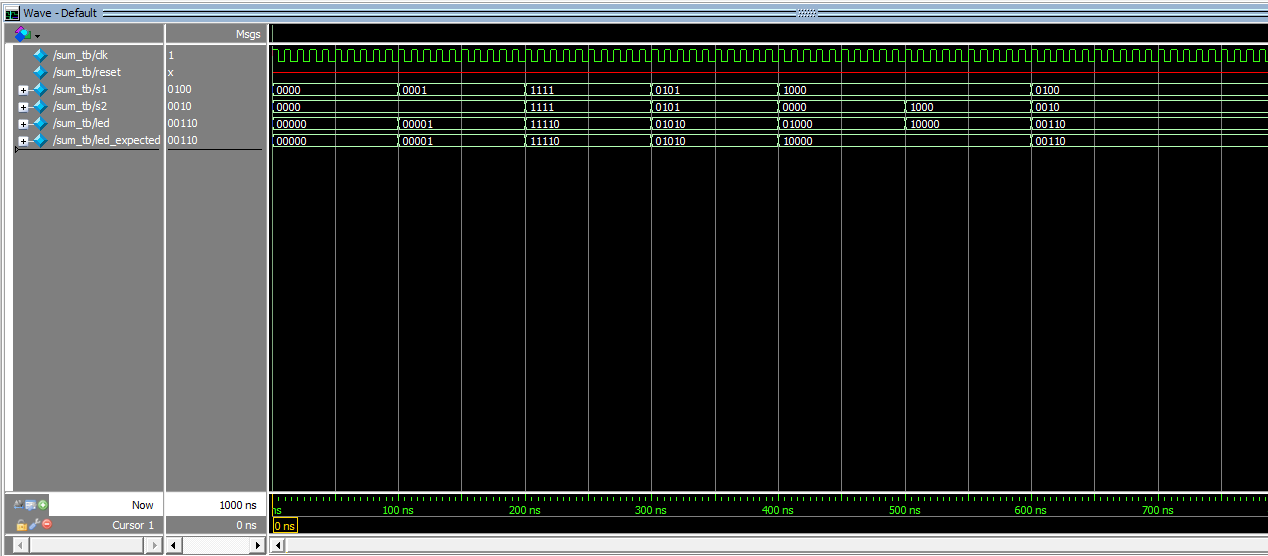 Wave - Default
Msgs
/sum_tb/clk 1
/sum_tb/reset x
/sum_tb/s1 0100 0000 0001 1111 0101 1000 0100
/sum_tb/s2 0010 0000 1111 0101 0000 1000 0010
/sum_tb/led 00110 00000 00001 11110 01010 01000 10000 00110
/sum_tb/led_expected 00110 00000 00001 11110 01010 10000 00110
Now 1000 ns ns 100 ns 200 ns 300 ns 400 ns 500 ns 600 ns 700 ns
Cursor 1 0 ns 0 ns